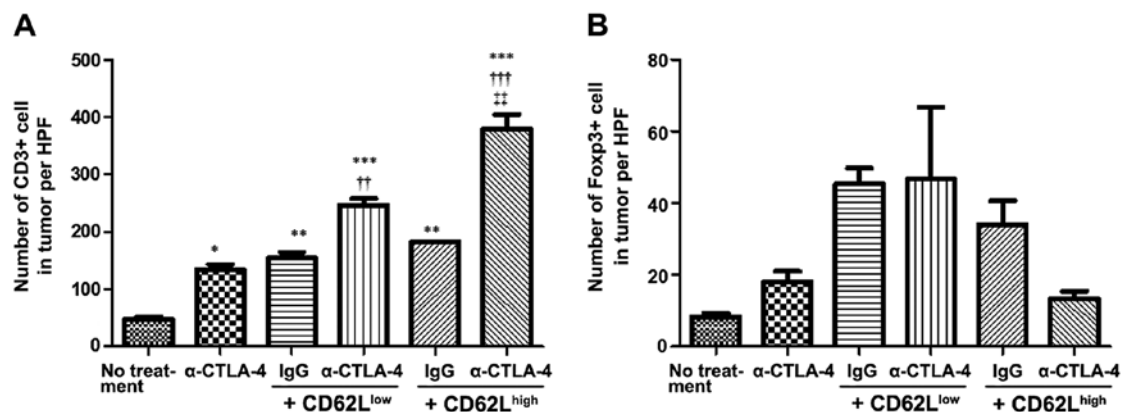 A
Number of CD3+ cell
in tumor per HPF
500
400
300
200
100
0
*
**
***
††
**
***
†††
‡‡
No treat-
ment
α-CTLA-4
IgG
α-CTLA-4
IgG
α-CTLA-4
+ CD62Llow
+ CD62Lhigh
B
Number of Foxp3+ cell
in tumor per HPF
80
60
40
20
0
No treat-
ment
α-CTLA-4
IgG
α-CTLA-4
IgG
α-CTLA-4
+ CD62Llow
+ CD62Lhigh